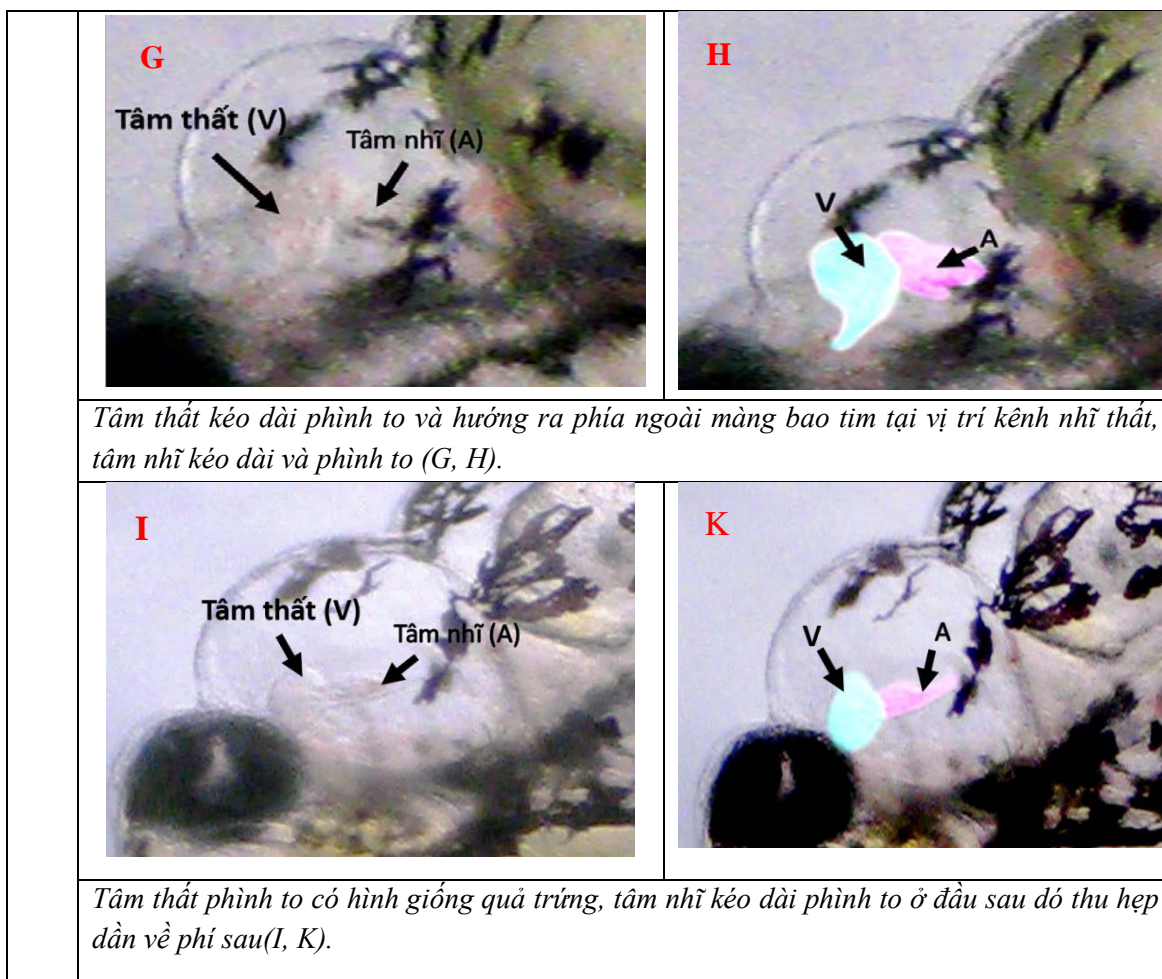 G
Tâm thất (V)
Tâm nhĩ (A)
H
V
A
Tâm thất kéo dài phình to và hướng ra phía ngoài màng bao tim tại vị trí kênh nhĩ thất,
tâm nhĩ kéo dài và phình to (G, H).
I
Tâm thất (V)
Tâm nhĩ (A)
K
V
A
Tâm thất phình to có hình giống quả trứng, tâm nhĩ kéo dài phình to ở đầu sau dó thu hẹp
dần về phí sau(I, K).